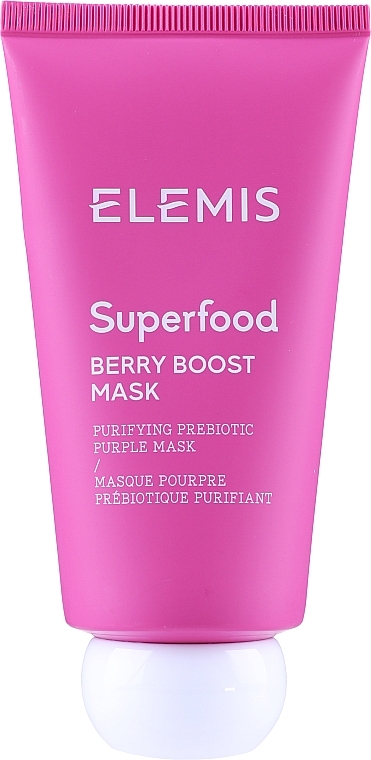 ELEMIS
Superfood
BERRY BOOST
MASK
PURIFYING PREBIOTIC
PURPLE MASK
/
MASQUE POURPRE
PRÉBIOTIQUE PURIFIANT